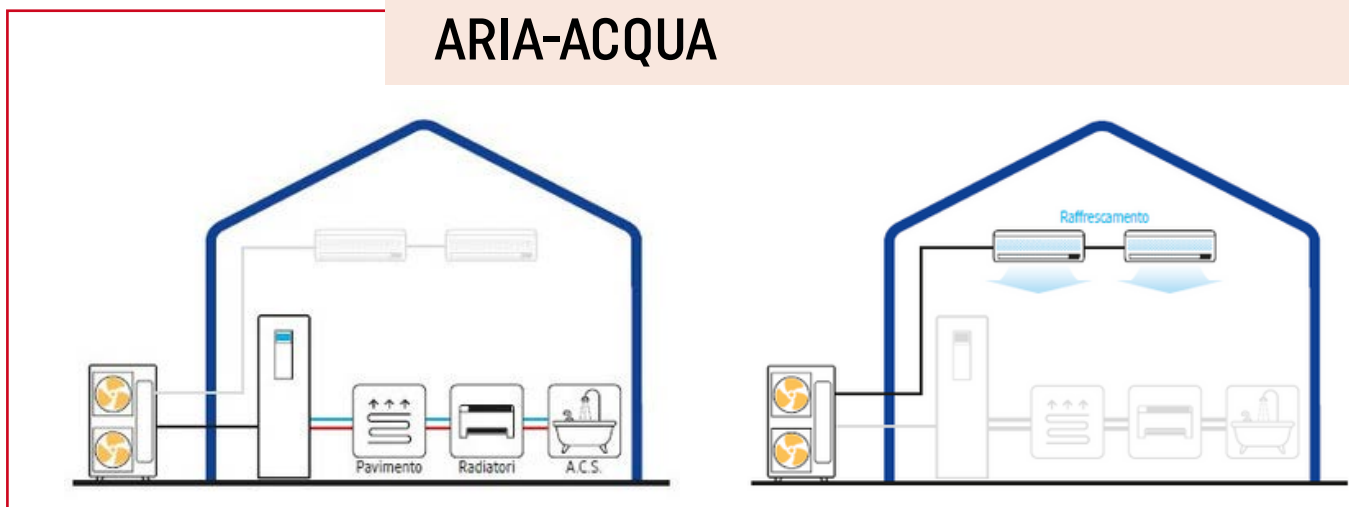 ARIA-ACQUA
Raffrescamento
Pavimento
Radiatori
A.C.S.